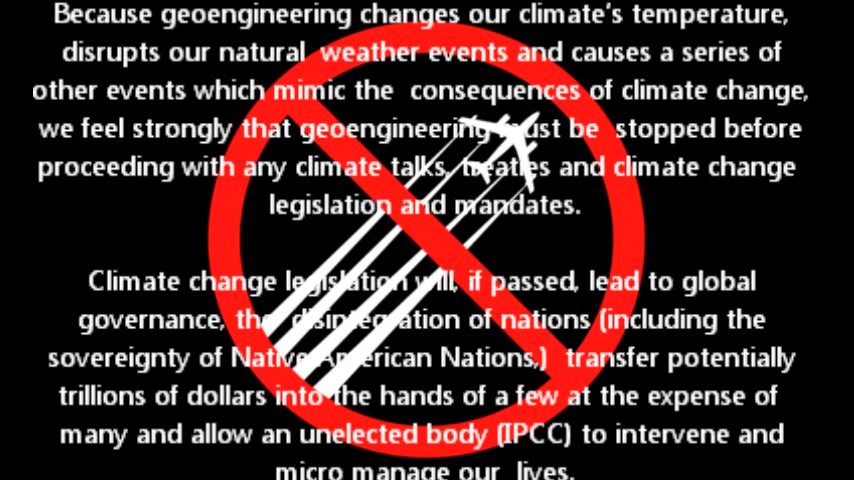 Because geoengineering changes our climate's temperature,
disrupts our natural weather events and causes a series of
other events which mimic the consequences of climate change,
we feel strongly that geoengineering must be stopped before
proceeding with any climate talks, treaties and climate change
legislation and mandates.
Climate change legislation will, if passed, lead to global
governance, the disintegration of nations (including the
sovereignty of Native American Nations,) transfer potentially
trillions of dollars into the hands of a few at the expense of
many and allow an unelected body (IPCC) to intervene and
micro manage our lives.